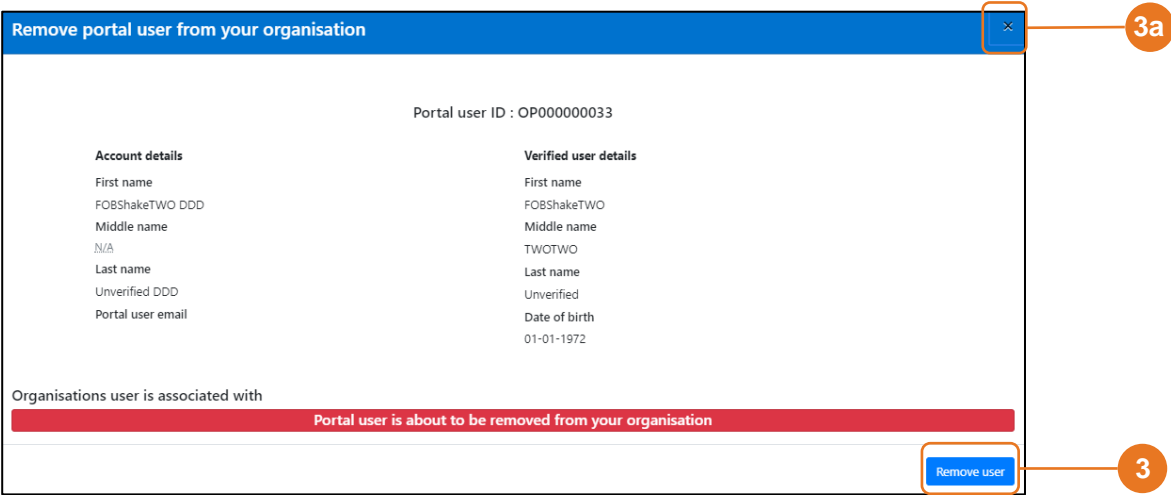 Remove portal user from your organisation
×
3a
Portal user ID : OP000000033
Account details
First name
FOBShakeTWO DDD
Middle name
N/A
Last name
Unverified DDD
Portal user email
Verified user details
First name
FOBShakeTWO
Middle name
TWOTWO
Last name
Unverified
Date of birth
01-01-1972
Organisations user is associated with
Portal user is about to be removed from your organisation
Remove user
3